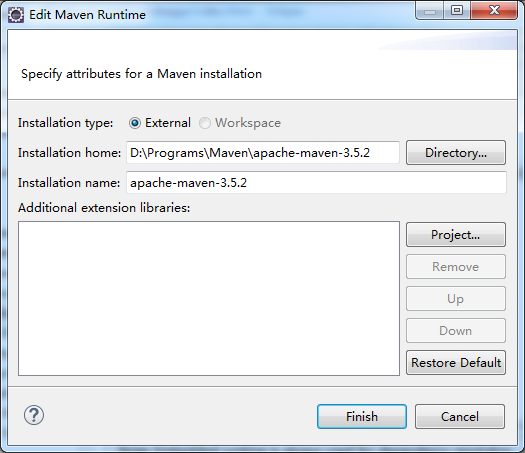 Edit Maven Runtime
Specify attributes for a Maven installation
Installation type: External Workspace
Installation home: D:\Programs\Maven\apache-maven-3.5.2 Directory...
Installation name: apache-maven-3.5.2
Additional extension libraries:
Project...
Remove
Up
Down
Restore Default
? Finish Cancel